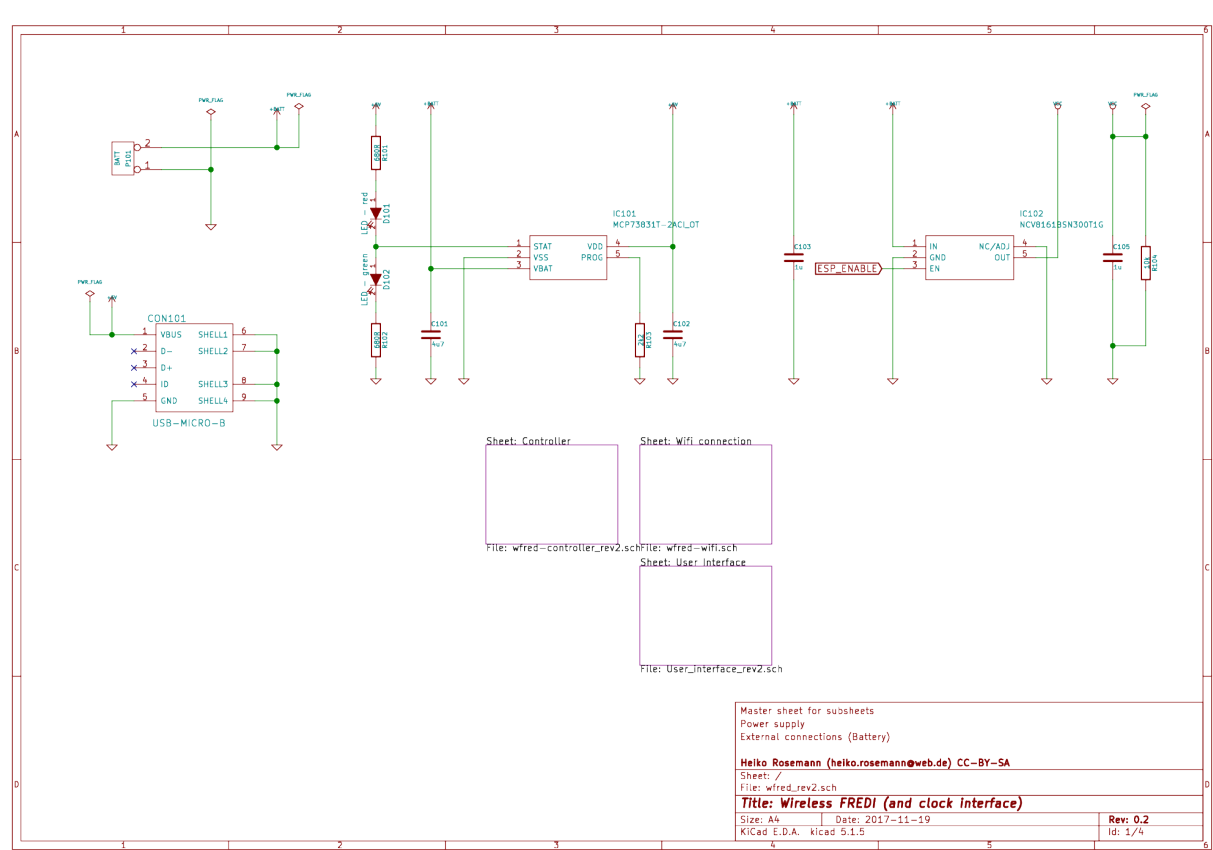 1 2 3 4 5 6
A A
B B
C C
D D
1 2 3 4 5 6
PWR_FLAG
+BATT
PWR_FLAG
BATT
P101
2
1
PWR_FLAG
CON101
1 VBUS SHELL1 6
2 D- SHELL2 7
3 D+
4 ID SHELL3 8
5 GND SHELL4 9
USB-MICRO-B
680R
R101
LED-red
1
D101
2
LED-green
1
D102
2
680R
R102
+BATT
C101
4u7
IC101
MCP73831T-2ACI_OT
1 STAT VDD 4
2 VSS PROG 5
3 VBAT
2k2
R103
C102
4u7
+BATT
C103
1u
+BATT
ESP_ENABLE
IC102
NCV8161BSN300T1G
1 IN NC/ADJ 4
2 GND OUT 5
3 EN
PWR_FLAG
C105
1u
10k
R104
Sheet: Controller
File: wfred-controller_rev2.sch
Sheet: Wifi connection
File: wfred-wifi.sch
Sheet: User Interface
File: User_interface_rev2.sch
Master sheet for subsheets
Power supply
External connections (Battery)
Heiko Rosemann (heiko.rosemann@web.de) CC-BY-SA
Sheet: /
File: wfred_rev2.sch
Title: Wireless FREDI (and clock interface)
Size: A4 Date: 2017-11-19 Rev: 0.2
KiCad E.D.A. kicad 5.1.5 Id: 1/4